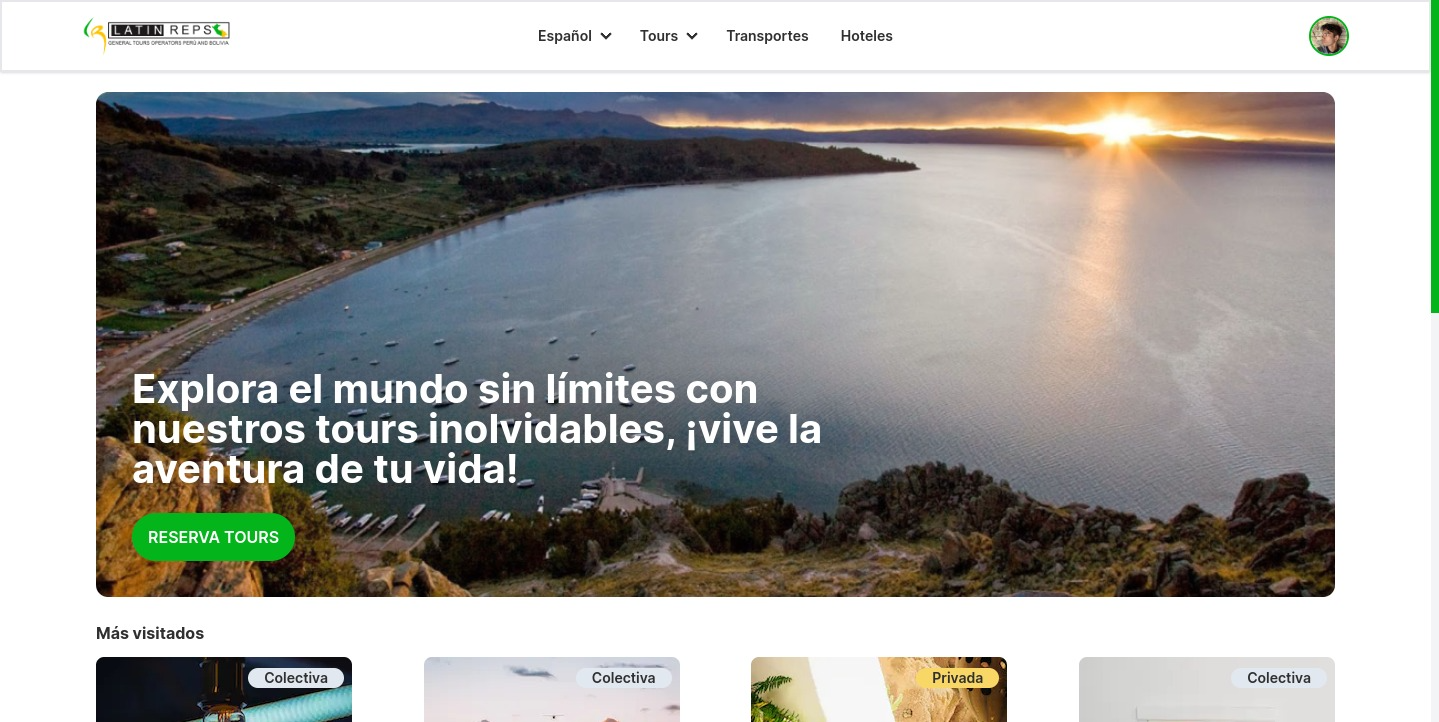 LATIN REPS
GENERAL TOURS OPERATORS PERÚ AND BOLIVIA
Español
Tours
Transportes
Hoteles
Explora el mundo sin límites con
nuestros tours inolvidables, ¡vive la
aventura de tu vida!
RESERVA TOURS
Más visitados
Colectiva
Colectiva
Privada
Colectiva